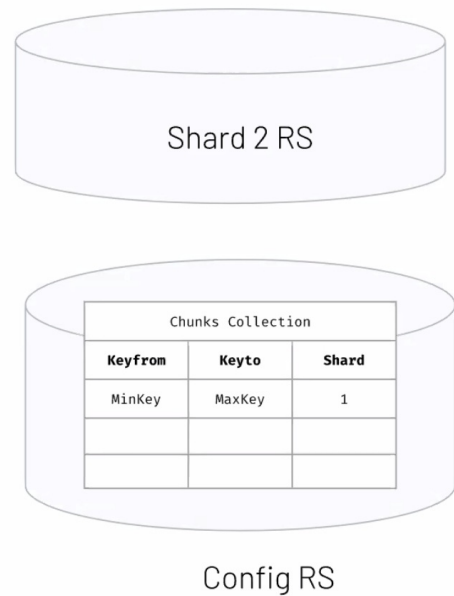 Shard 2 RS
Chunks Collection
Keyfrom Keyto Shard
MinKey MaxKey 1
Config RS